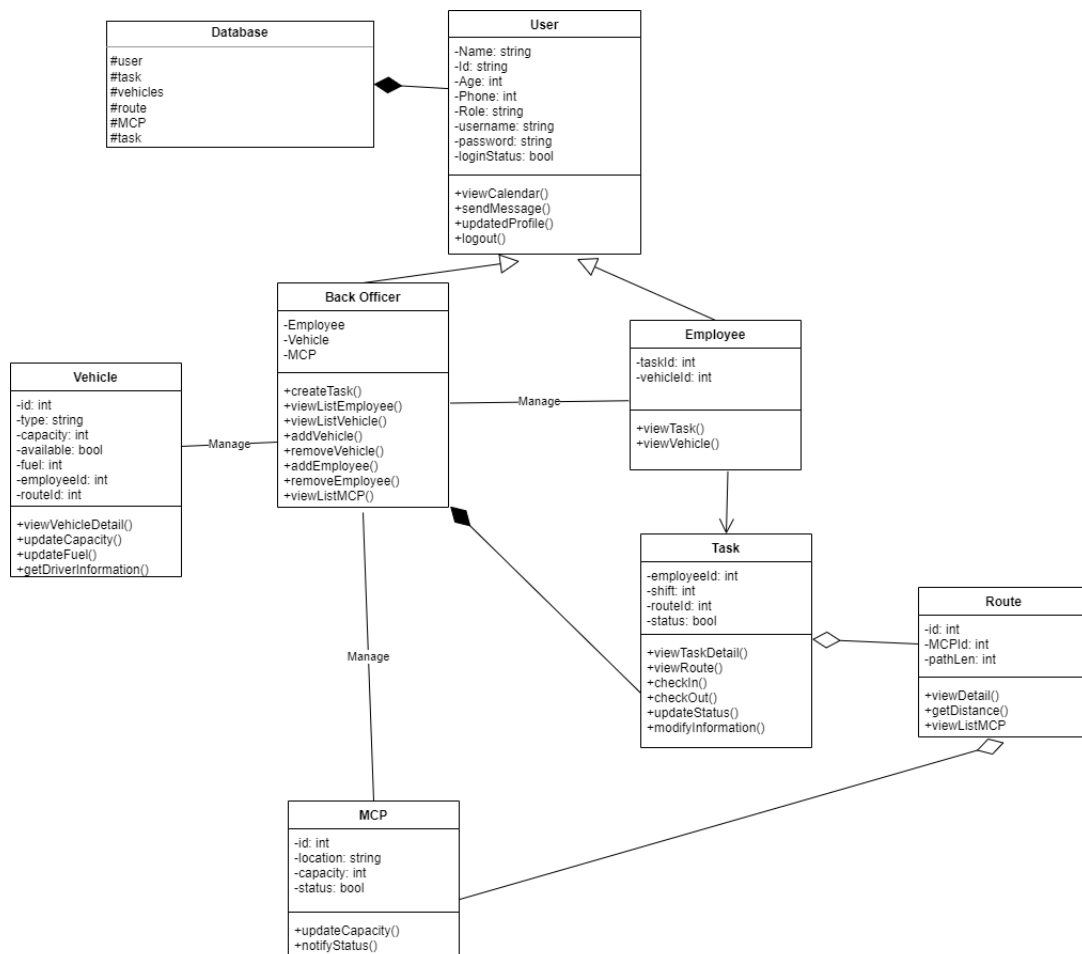 Database
#user
#task
#vehicles
#route
#MCP
#task
User
-Name: string
-Id: string
-Age: int
-Phone: int
-Role: string
-username: string
-password: string
-loginStatus: bool
+viewCalendar()
+sendMessage()
+updatedProfile()
+logout()
Back Officer
-Employee
-Vehicle
-MCP
+createTask()
+viewListEmployee()
+viewListVehicle()
+addVehicle()
+removeVehicle()
+addEmployee()
+removeEmployee()
+viewListMCP()
Manage
Employee
-taskId: int
-vehicleId: int
+viewTask()
+viewVehicle()
Vehicle
-id: int
-type: string
-capacity: int
-available: bool
-fuel: int
-employeeId: int
-routeId: int
+viewVehicleDetail()
+updateCapacity()
+updateFuel()
+getDriverInformation()
Manage
Task
-employeeId: int
-shift: int
-routeId: int
-status: bool
+viewTaskDetail()
+viewRoute()
+checkIn()
+checkOut()
+updateStatus()
+modifyInformation()
Route
-id: int
-MCPId: int
-pathLen: int
+viewDetail()
+getDistance()
+viewListMCP
Manage
MCP
-id: int
-location: string
-capacity: int
-status: bool
+updateCapacity()
+notifyStatus()